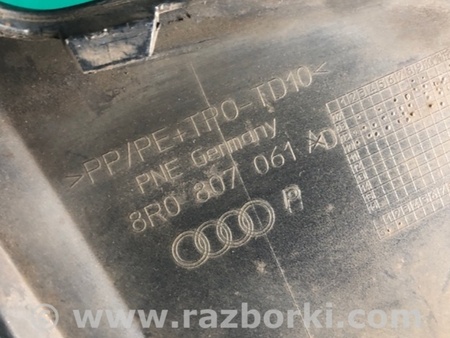 >PP/PE+TPO-TD10<
PNE Germany
8R0 807 061 AD
P
www.razborki.com